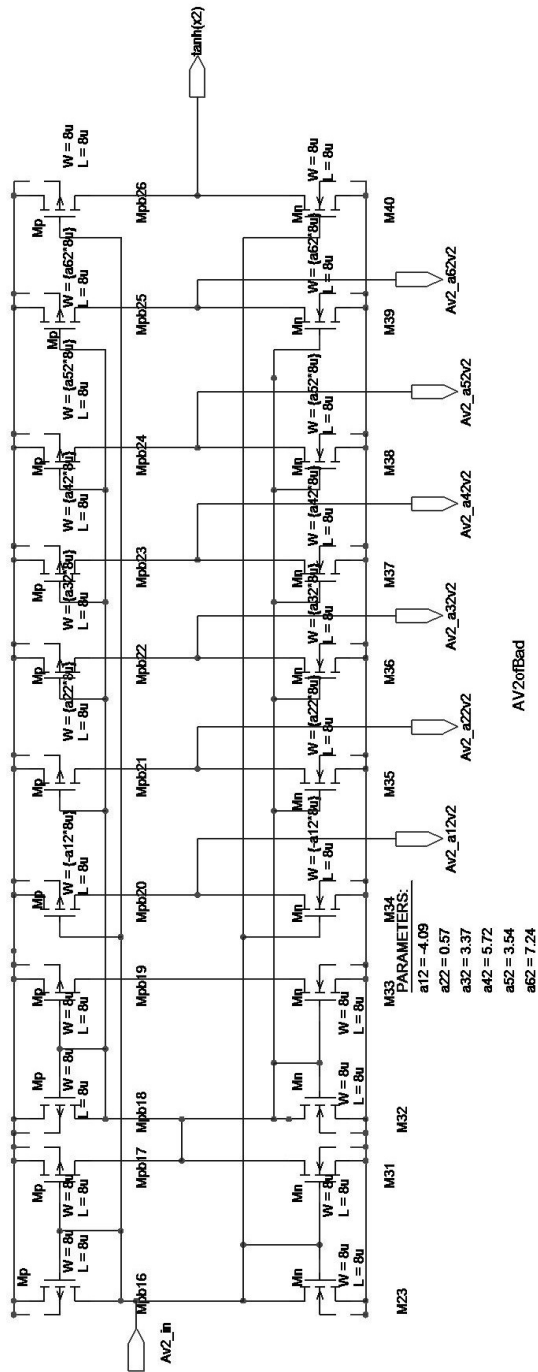 Mp
W = 8u
L = 8u
Mpb16
Mp
W = 8u
L = 8u
Mpb17
Mp
W = 8u
L = 8u
Mpb18
Mp
W = 8u
L = 8u
Mpb19
Mp
W = {-a12*8u}
L = 8u
Mpb20
Mp
W = {a22*8u}
L = 8u
Mpb21
Mp
W = {a32*8u}
L = 8u
Mpb22
Mp
W = {a42*8u}
L = 8u
Mpb23
Mp
W = {a52*8u}
L = 8u
Mpb24
Mp
W = {a62*8u}
L = 8u
Mpb25
Mp
W = 8u
L = 8u
Mpb26
Av2_in
tanh(x2)
Mn
W = 8u
L = 8u
M23
W = 8u
L = 8u
M31
Mn
W = 8u
L = 8u
M32
Mn
W = 8u
L = 8u
M33
Mn
W = {-a12*8u}
L = 8u
M34
Mn
W = {a22*8u}
L = 8u
M35
Mn
W = {a32*8u}
L = 8u
M36
Mn
W = {a42*8u}
L = 8u
M37
Mn
W = {a52*8u}
L = 8u
M38
Mn
W = {a62*8u}
L = 8u
M39
Mn
W = 8u
L = 8u
M40
Av2_a12v2
Av2_a22v2
Av2_a32v2
Av2_a42v2
Av2_a52v2
Av2_a62v2
PARAMETERS:
a12 = -4.09
a22 = 0.57
a32 = 3.37
a42 = 5.72
a52 = 3.54
a62 = 7.24
AV2ofBad